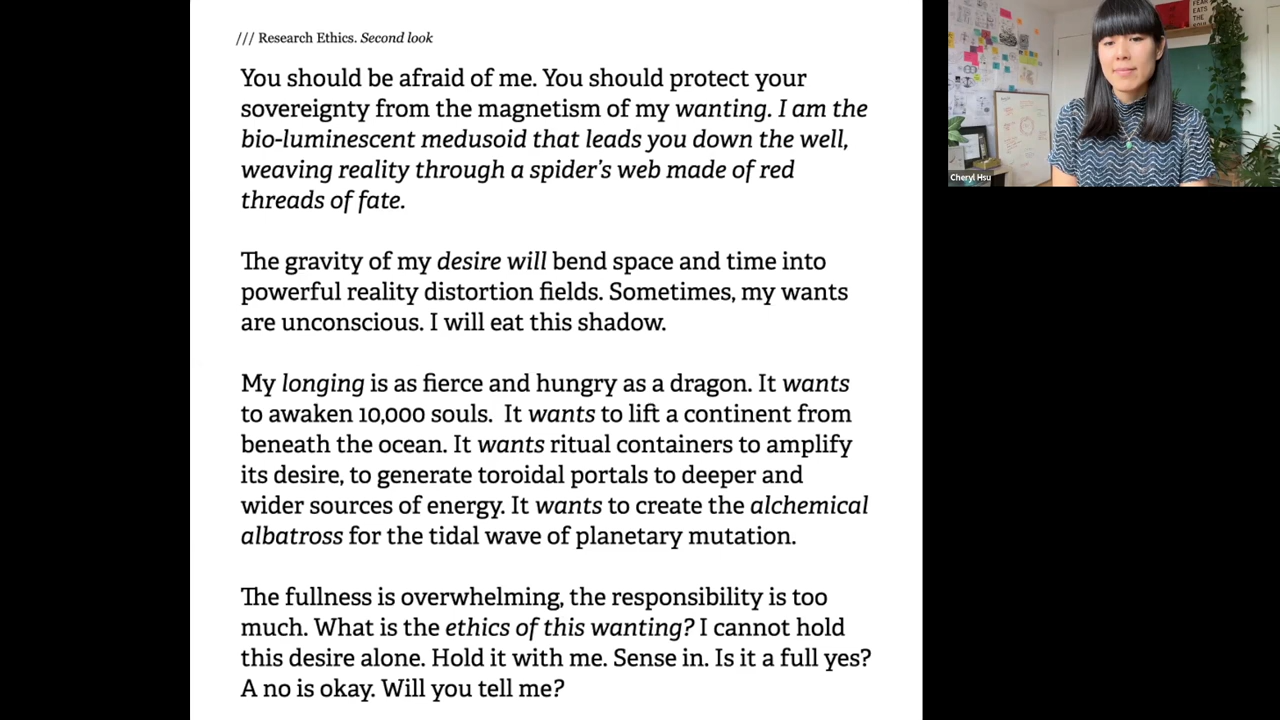 /// Research Ethics. Second look
You should be afraid of me. You should protect your
sovereignty from the magnetism of my wanting. I am the
bio-luminescent medusoid that leads you down the well,
weaving reality through a spider's web made of red
threads of fate.
The gravity of my desire will bend space and time into
powerful reality distortion fields. Sometimes, my wants
are unconscious. I will eat this shadow.
My longing is as fierce and hungry as a dragon. It wants
to awaken 10,000 souls. It wants to lift a continent from
beneath the ocean. It wants ritual containers to amplify
its desire, to generate toroidal portals to deeper and
wider sources of energy. It wants to create the alchemical
albatross for the tidal wave of planetary mutation.
The fullness is overwhelming, the responsibility is too
much. What is the ethics of this wanting? I cannot hold
this desire alone. Hold it with me. Sense in. Is it a full yes?
A no is okay. Will you tell me?
FEAR
EATS
THE
SOUL
Cheryl Hsu